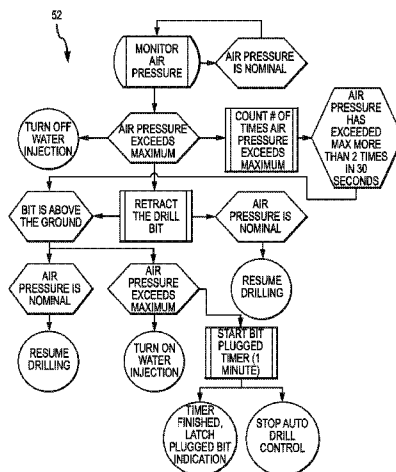 52
MONITOR
AIR
PRESSURE
AIR PRESSURE
IS NOMINAL
TURN OFF
WATER
INJECTION
AIR PRESSURE
EXCEEDS
MAXIMUM
COUNT # OF
TIMES AIR
PRESSURE
EXCEEDS
MAXIMUM
AIR
PRESSURE
HAS
EXCEEDED
MAX MORE
THAN 2 TIMES
IN 30
SECONDS
BIT IS ABOVE
THE GROUND
RETRACT
THE DRILL
BIT
AIR
PRESSURE IS
NOMINAL
AIR
PRESSURE IS
NOMINAL
AIR
PRESSURE
EXCEEDS
MAXIMUM
RESUME
DRILLING
RESUME
DRILLING
TURN ON
WATER
INJECTION
START BIT
PLUGGED
TIMER (1
MINUTE)
TIMER
FINISHED,
LATCH
PLUGGED BIT
INDICATION
STOP AUTO
DRILL
CONTROL